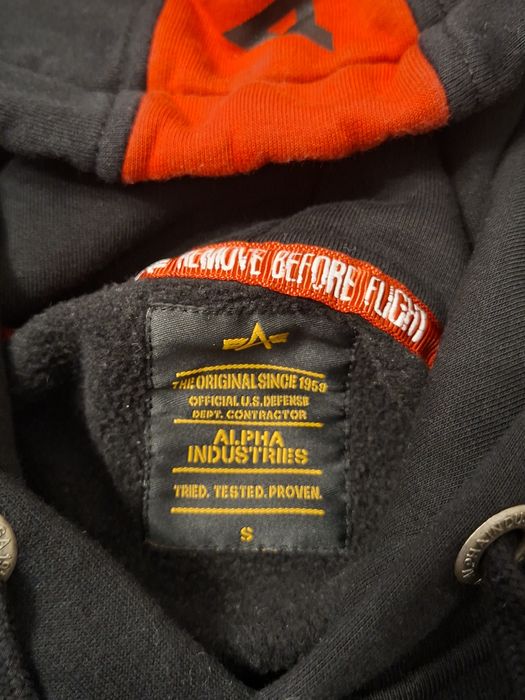 REMOVE BEFORE FLIGHT
THE ORIGINAL SINCE 1959
OFFICIAL U.S. DEFENSE
DEPT. CONTRACTOR
ALPHA
INDUSTRIES
TRIED. TESTED. PROVEN.
S